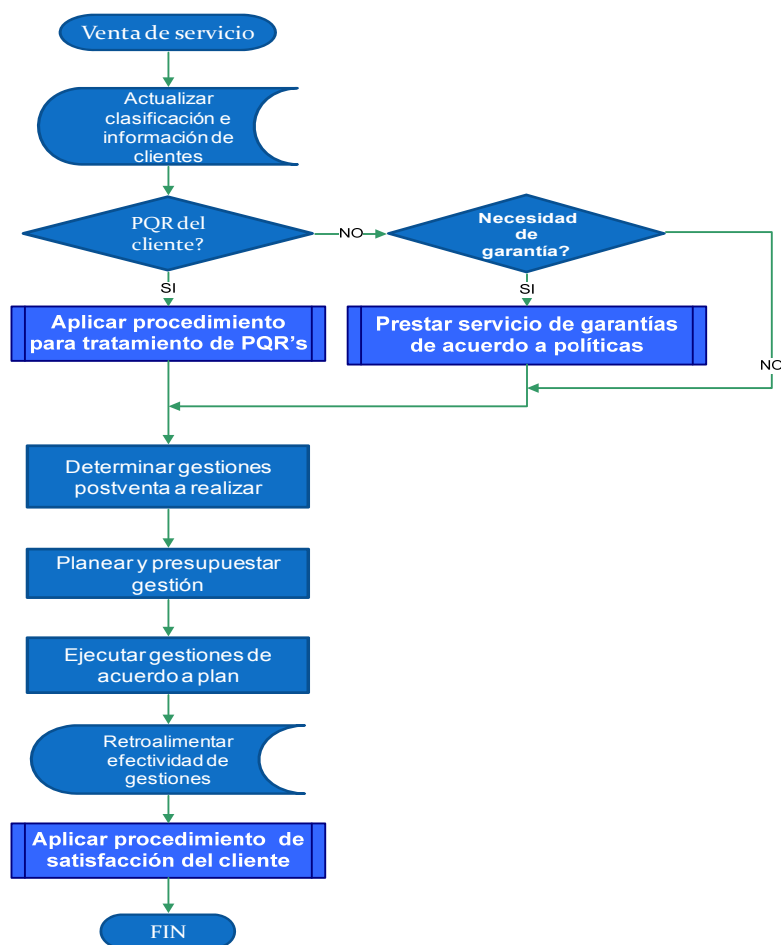 Venta de servicio
Actualizar
clasificación e
información de
clientes
PQR del
cliente?
NO
Necesidad
de
garantía?
SI
SI
Aplicar procedimiento
para tratamiento de PQR's
Prestar servicio de garantías
de acuerdo a políticas
NO
Determinar gestiones
postventa a realizar
Planear y presupuestar
gestión
Ejecutar gestiones de
acuerdo a plan
Retroalimentar
efectividad de
gestiones
Aplicar procedimiento de
satisfacción del cliente
FIN